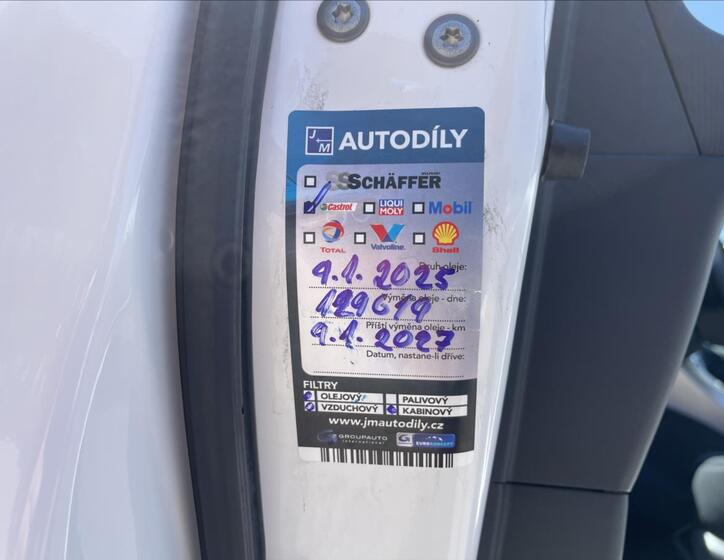 JM AUTODÍLY
SCHÄFFER
Castrol LIQUI MOLY Mobil
TOTAL Valvoline Shell
Druh oleje:
9.1.2025
Výměna oleje - dne:
129619
Příští výměna oleje - km
9.1.2027
Datum, nastane-li dříve:
FILTRY
OLEJOVÝ PALIVOVÝ
VZDUCHOVÝ KABINOVÝ
www.jmautodily.cz
GROUPAUTO
International